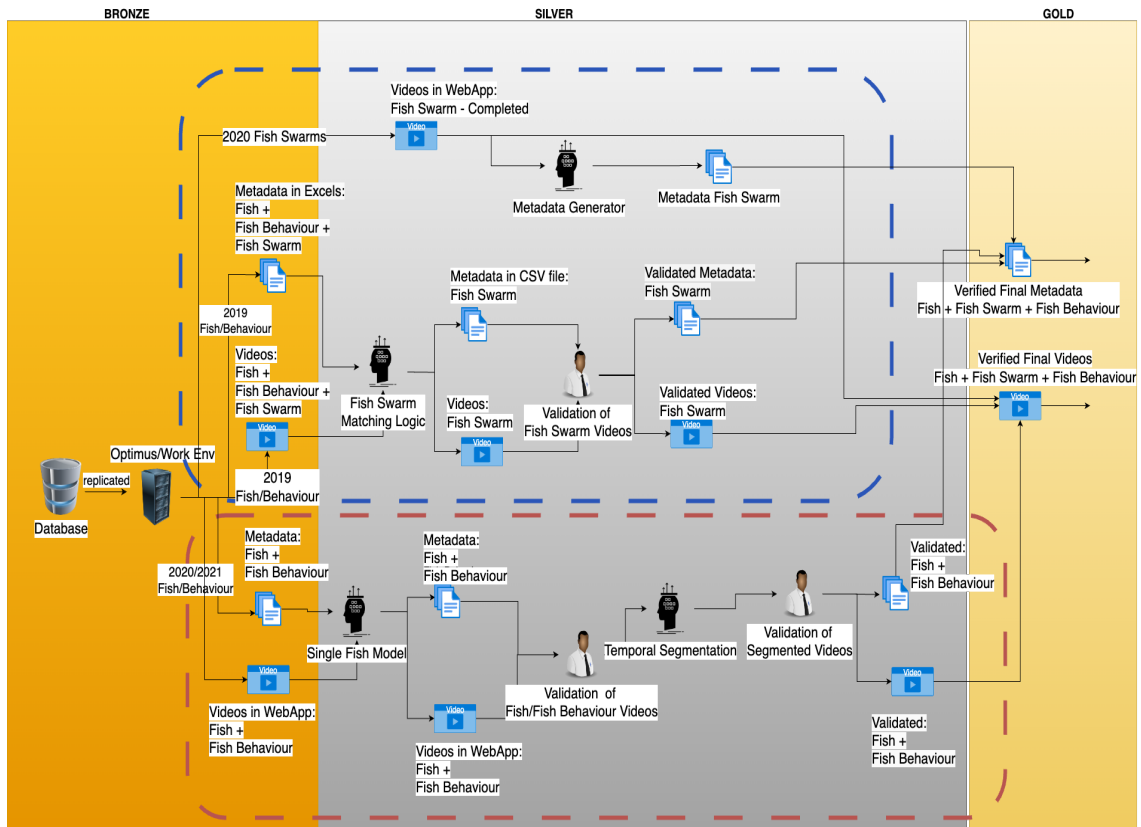 BRONZE
SILVER
GOLD
Videos in WebApp:
Fish Swarm - Completed
Video
2020 Fish Swarms
Metadata Generator
Metadata Fish Swarm
Metadata in Excels:
Fish +
Fish Behaviour +
Fish Swarm
2019
Fish/Behaviour
Videos:
Fish +
Fish Behaviour +
Fish Swarm
Video
2019
Fish/Behaviour
Fish Swarm
Matching Logic
Metadata in CSV file:
Fish Swarm
Videos:
Fish Swarm
Video
Validation of
Fish Swarm Videos
Validated Metadata:
Fish Swarm
Validated Videos:
Fish Swarm
Video
Verified Final Metadata
Fish + Fish Swarm + Fish Behaviour
Verified Final Videos
Fish + Fish Swarm + Fish Behaviour
Video
Optimus/Work Env
replicated
Database
2020/2021
Fish/Behaviour
Metadata:
Fish +
Fish Behaviour
Video
Videos in WebApp:
Fish +
Fish Behaviour
Single Fish Model
Metadata:
Fish +
Fish Behaviour
Video
Videos in WebApp:
Fish +
Fish Behaviour
Validation of
Fish/Fish Behaviour Videos
Temporal Segmentation
Validation of
Segmented Videos
Validated:
Fish +
Fish Behaviour
Video
Validated:
Fish +
Fish Behaviour